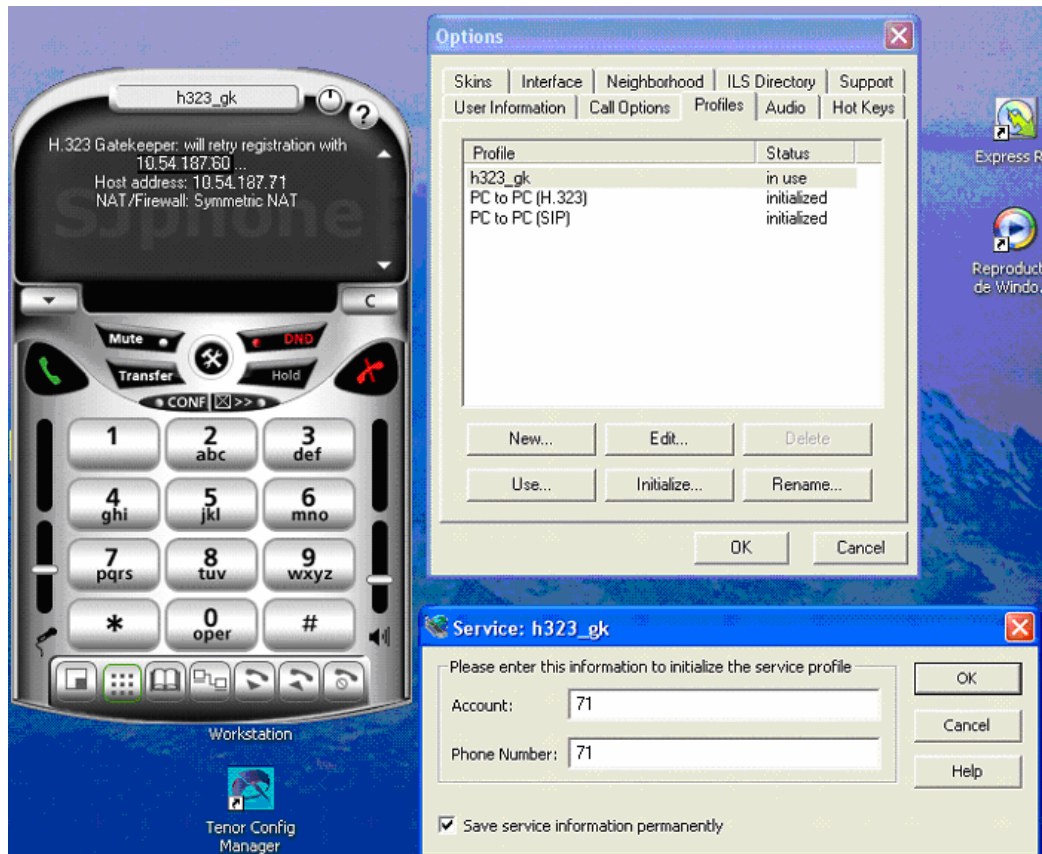 h323_gk
?
H.323 Gatekeeper: will retry registration with
10.54.187.60 ...
Host address: 10.54.187.71
NAT/Firewall: Symmetric NAT
SJphone
C
Mute
DND
Transfer
Hold
CONF >>
1
2
3
abc
def
4
5
6
ghi
jkl
mno
7
8
9
pqrs
tuv
wxyz
*
0
#
oper
Workstation
Tenor Config
Manager
Options
Skins
Interface
Neighborhood
ILS Directory
Support
User Information
Call Options
Profiles
Audio
Hot Keys
Profile
Status
h323_gk
in use
PC to PC (H.323)
initialized
PC to PC (SIP)
initialized
New...
Edit...
Delete
Use...
Initialize...
Rename...
OK
Cancel
Express R
Reproduct
de Windo.
Service: h323_gk
Please enter this information to initialize the service profile
Account:
71
Phone Number:
71
OK
Cancel
Help
Save service information permanently